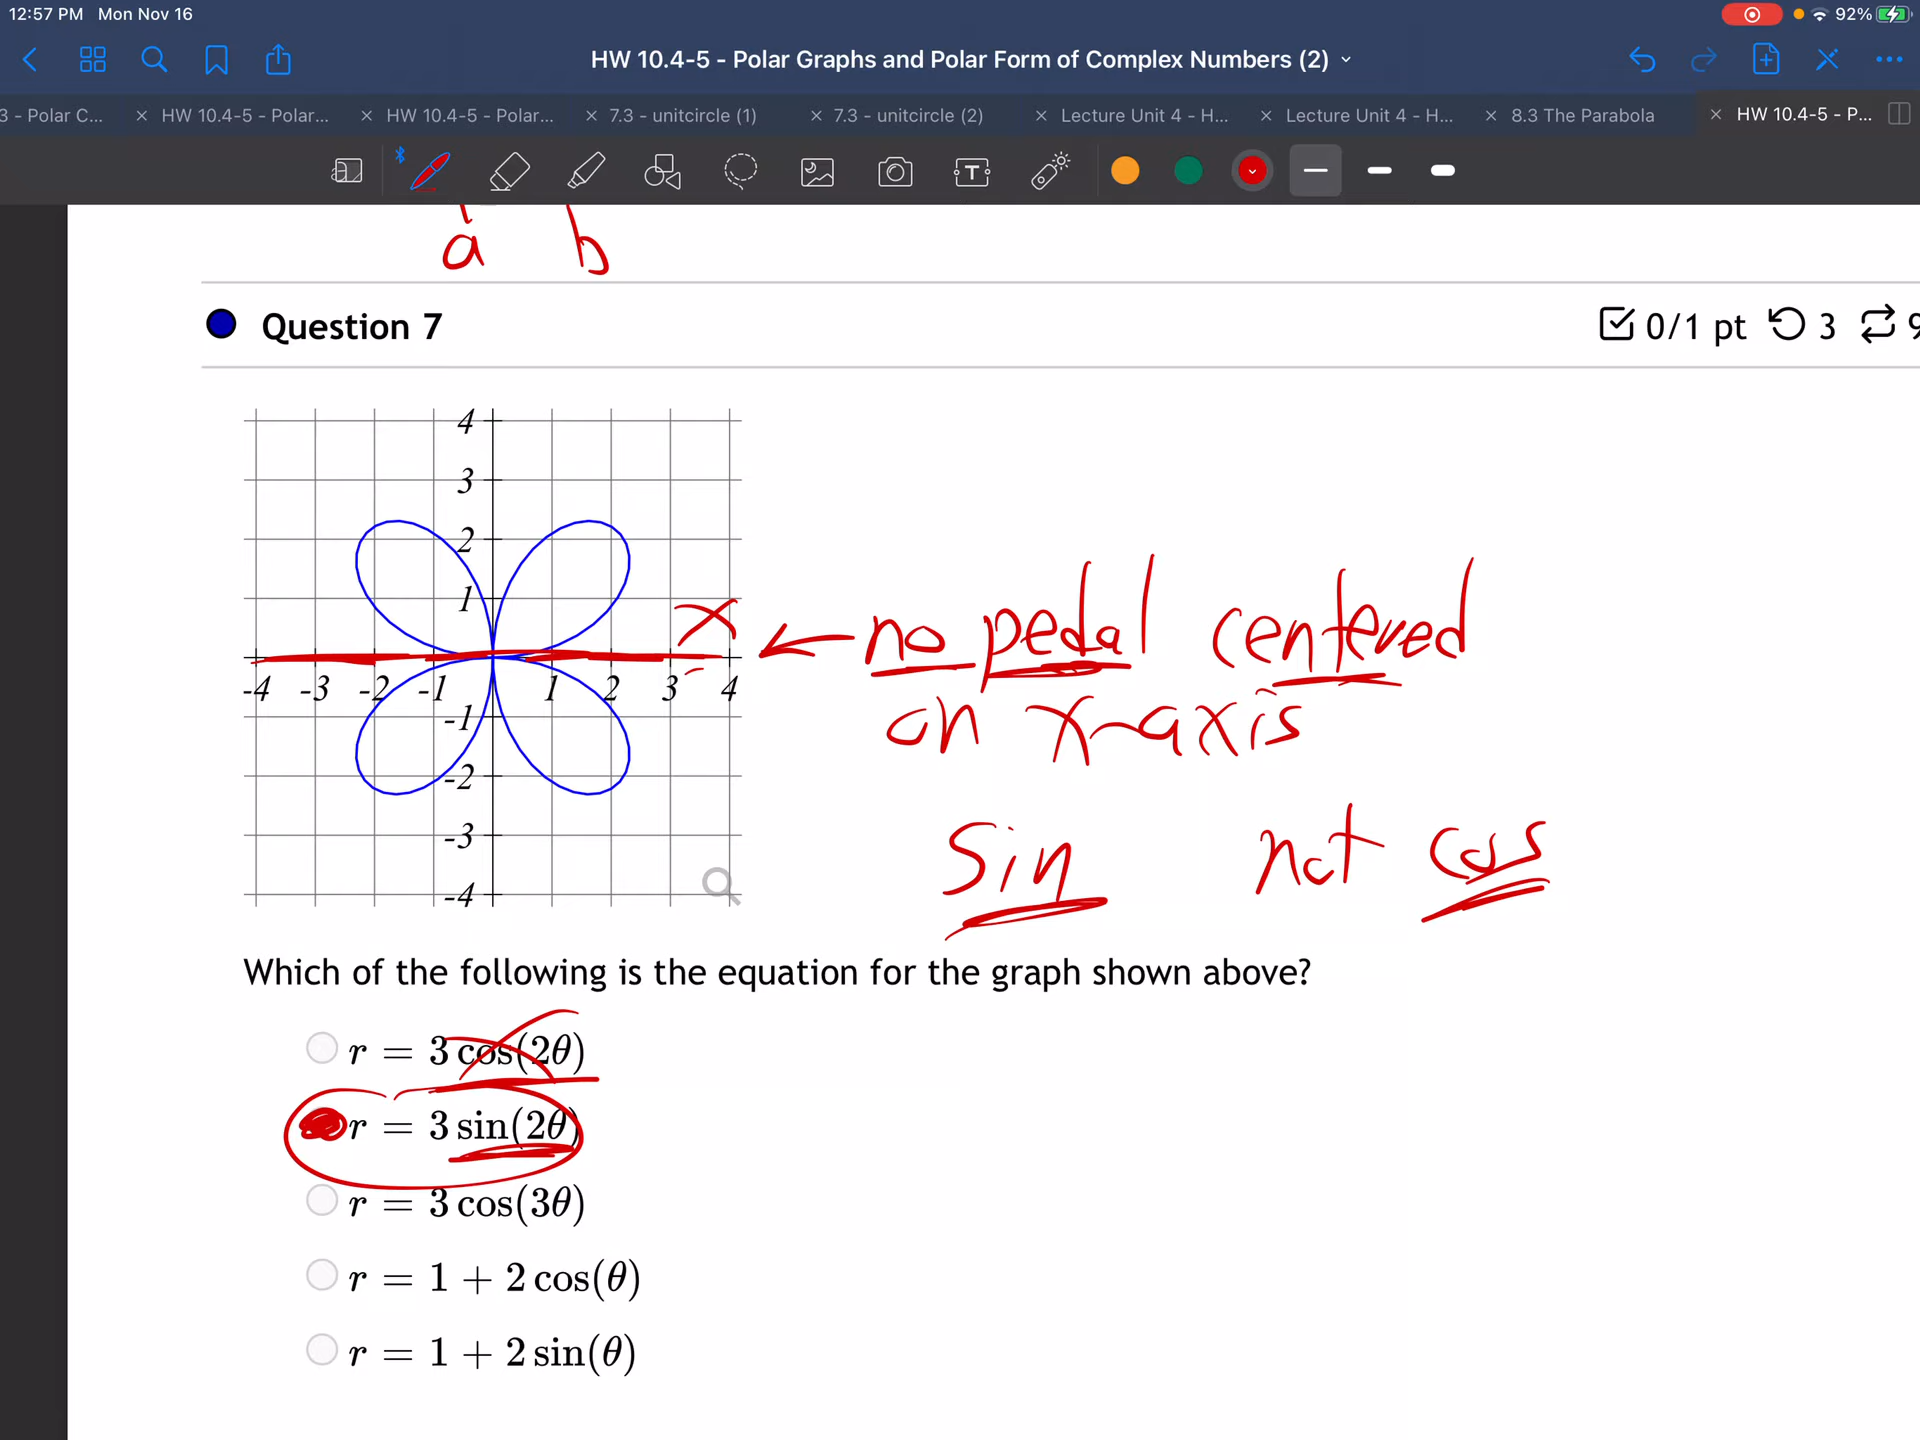 12:57 PM Mon Nov 16
92%
HW 10.4-5 - Polar Graphs and Polar Form of Complex Numbers (2)
3 - Polar C... × HW 10.4-5 - Polar... × HW 10.4-5 - Polar... × 7.3 - unitcircle (1) × 7.3 - unitcircle (2) × Lecture Unit 4 - H... × Lecture Unit 4 - H... × 8.3 The Parabola × HW 10.4-5 - P...
T
a b
Question 7
0/1 pt 3 9
4
3
2
1
-4 -3 -2 -1 1 2 3 4
-1
-2
-3
-4
x ← no pedal centered
on x-axis
sin not cos
Which of the following is the equation for the graph shown above?
r = 3 cos(2θ)
r = 3 sin(2θ)
r = 3 cos(3θ)
r = 1 + 2 cos(θ)
r = 1 + 2 sin(θ)